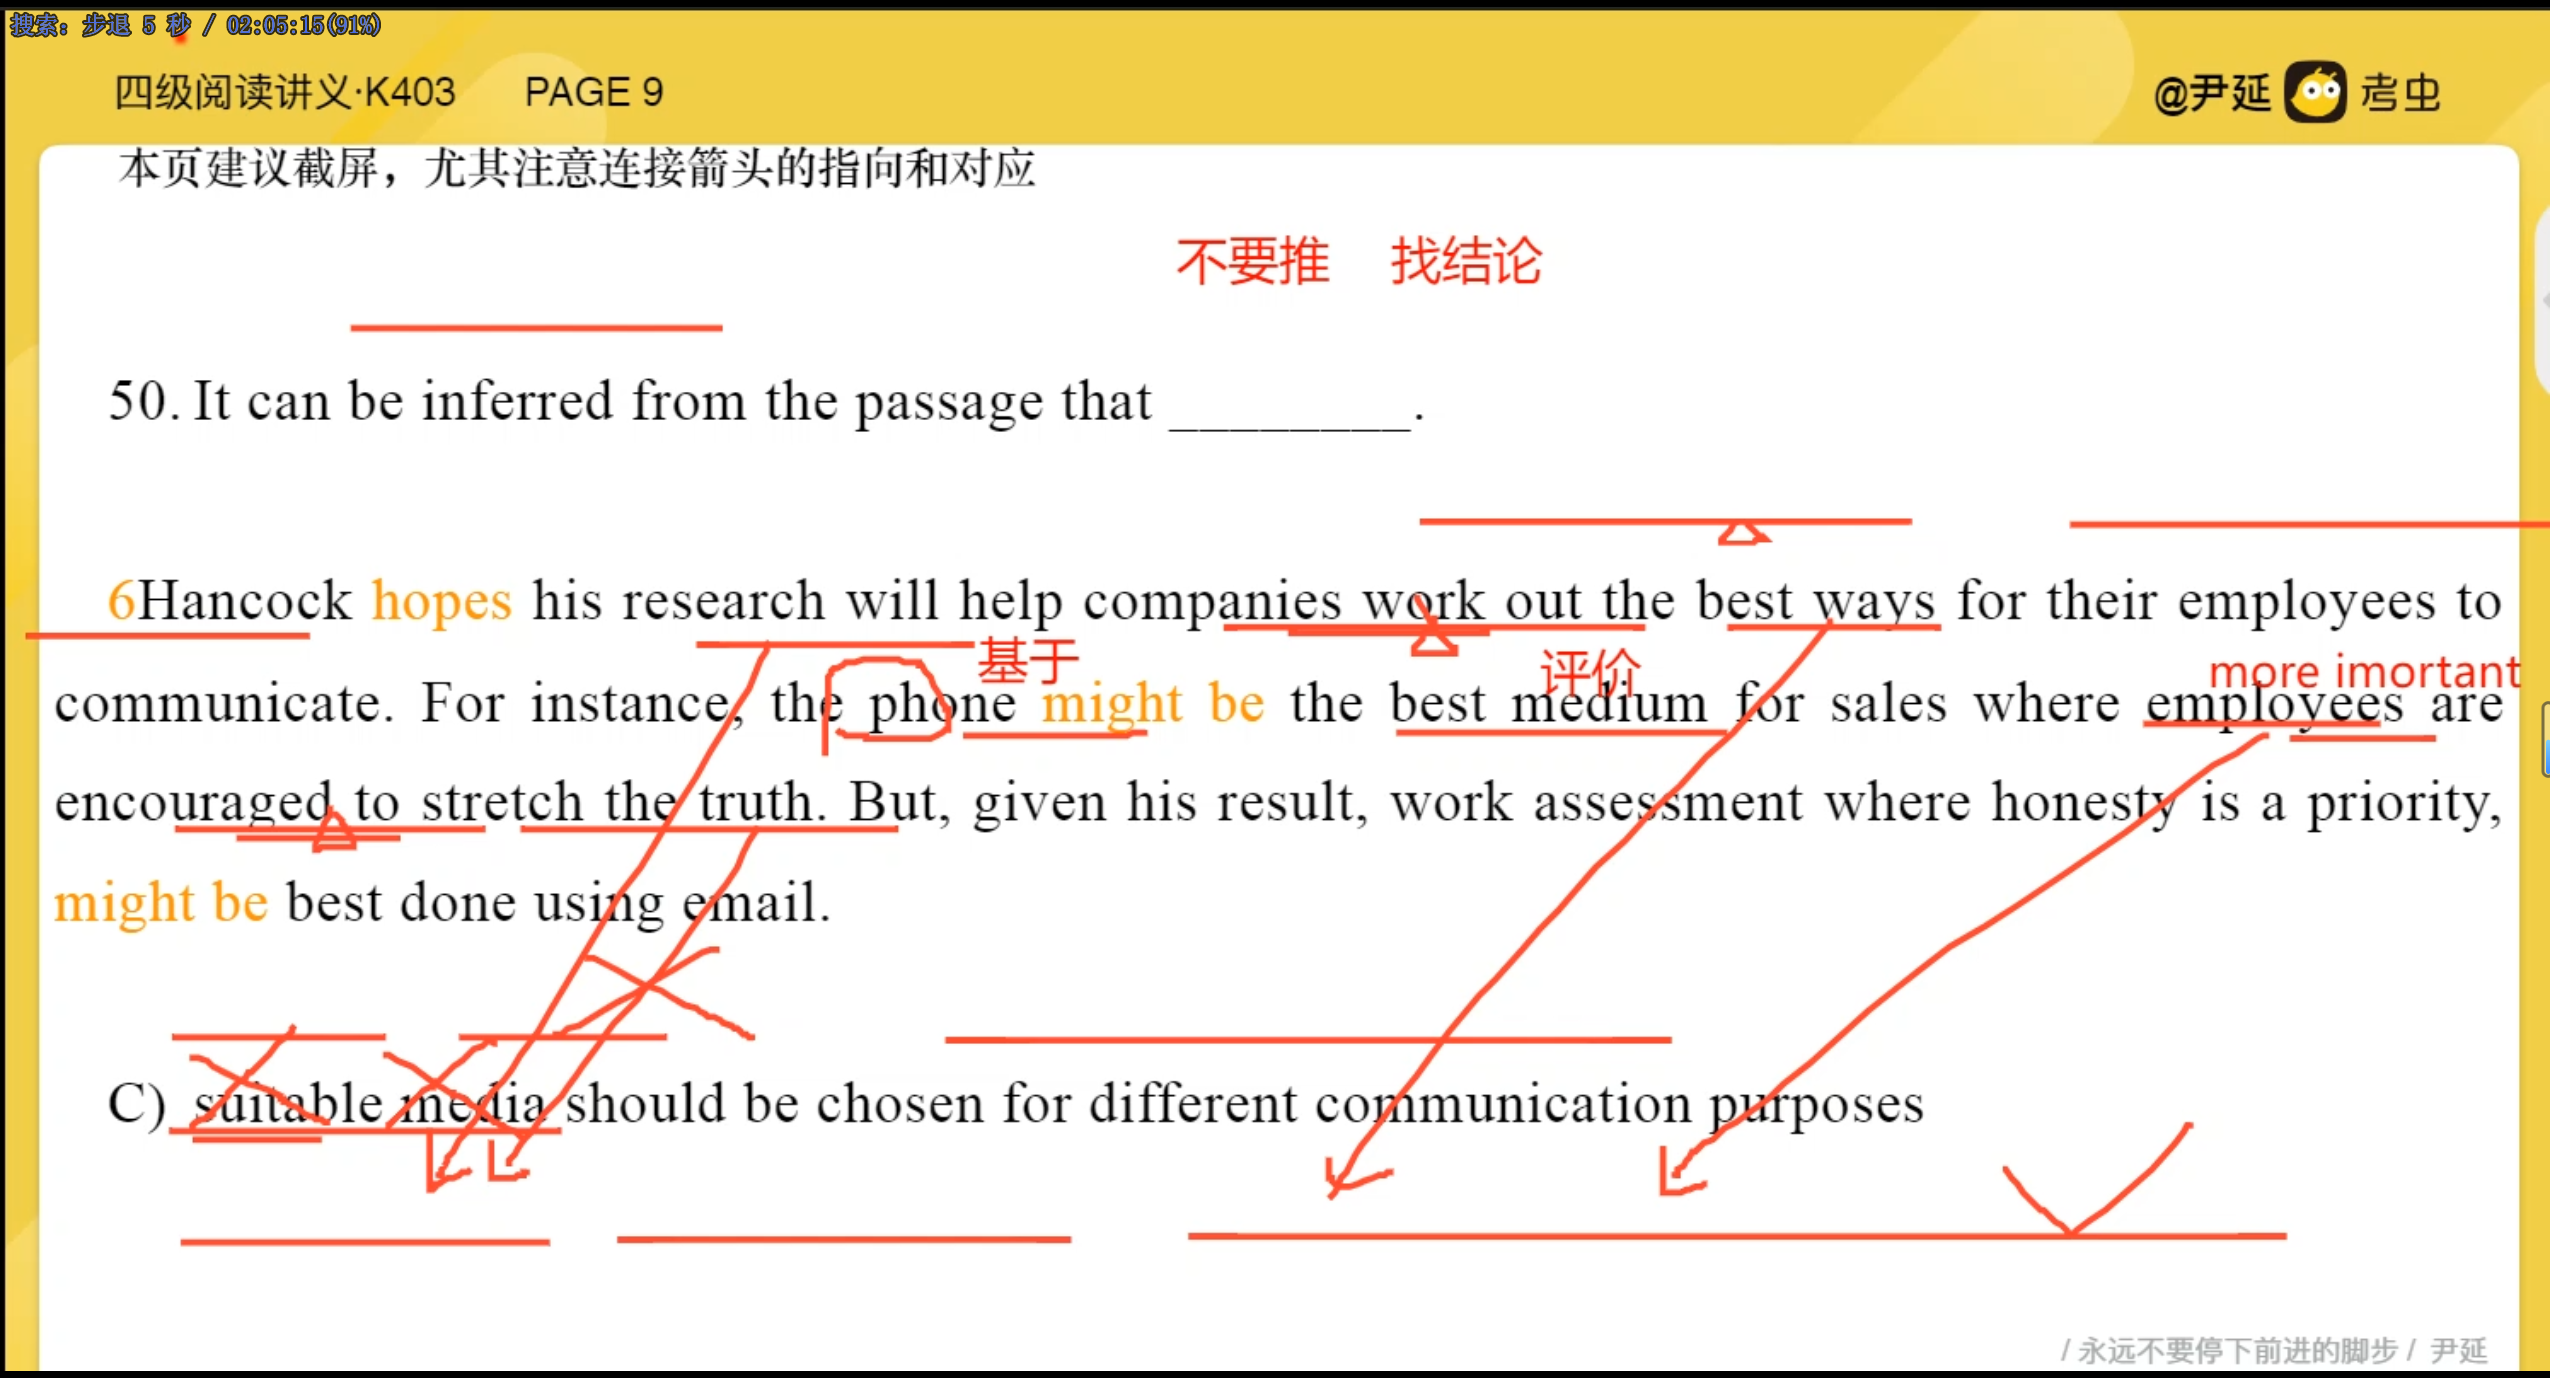 搜索: 步退 5 秒 / 02:05:15(91%)
四级阅读讲义·K403 PAGE 9
@尹延 考虫
本页建议截屏，尤其注意连接箭头的指向和对应
不要推 找结论
50. It can be inferred from the passage that ________.
6Hancock hopes his research will help companies work out the best ways for their employees to
基于 评价 more imortant
communicate. For instance, the phone might be the best medium for sales where employees are
encouraged to stretch the truth. But, given his result, work assessment where honesty is a priority,
might be best done using email.
C) suitable media should be chosen for different communication purposes
/ 永远不要停下前进的脚步 / 尹延